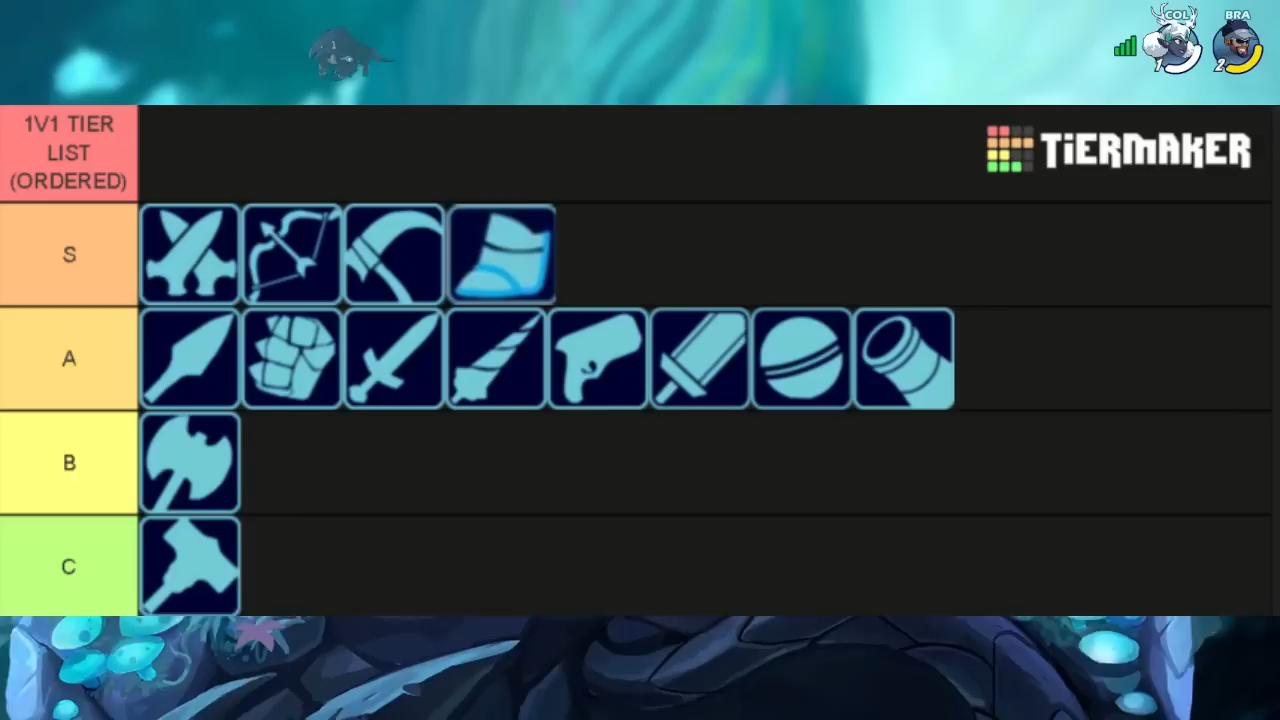 COL BRA
1 2
1V1 TIER
LIST
(ORDERED)
TiERMAKER
S
A
B
C